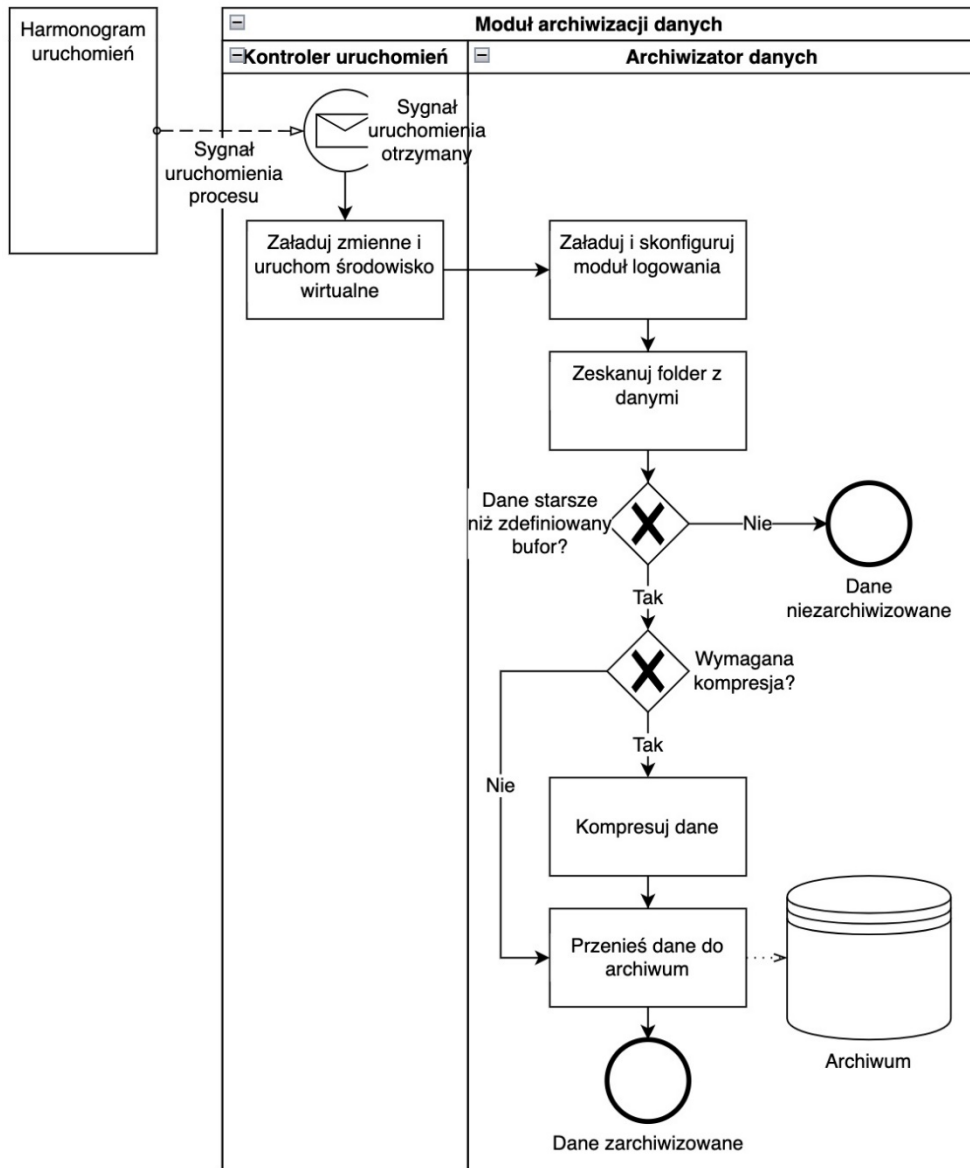 Harmonogram
uruchomień
Moduł archiwizacji danych
Kontroler uruchomień
Archiwizator danych
Sygnał
uruchomienia
otrzymany
Sygnał
uruchomienia
procesu
Załaduj zmienne i
uruchom środowisko
wirtualne
Załaduj i skonfiguruj
moduł logowania
Zeskanuj folder z
danymi
Dane starsze
niż zdefiniowany
bufor?
Nie
Dane
niezarchiwizowane
Tak
Wymagana
kompresja?
Tak
Nie
Kompresuj dane
Przenieś dane do
archiwum
Archiwum
Dane zarchiwizowane